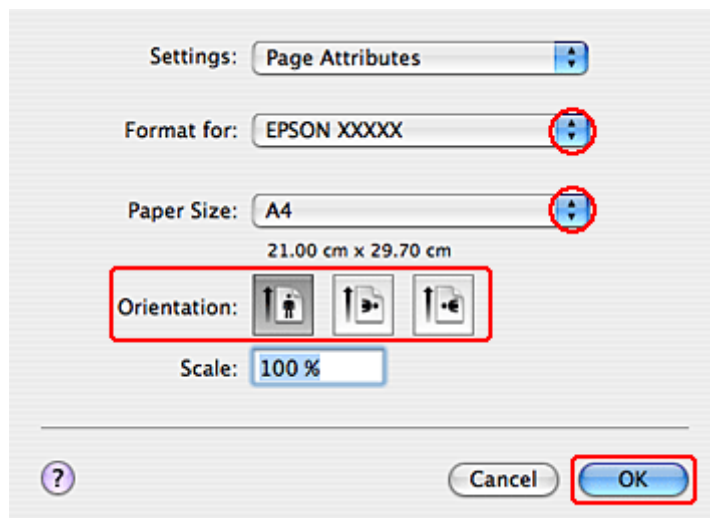 Settings: Page Attributes
Format for: EPSON XXXXX
Paper Size: A4
21.00 cm x 29.70 cm
Orientation:
Scale: 100 %
? Cancel OK